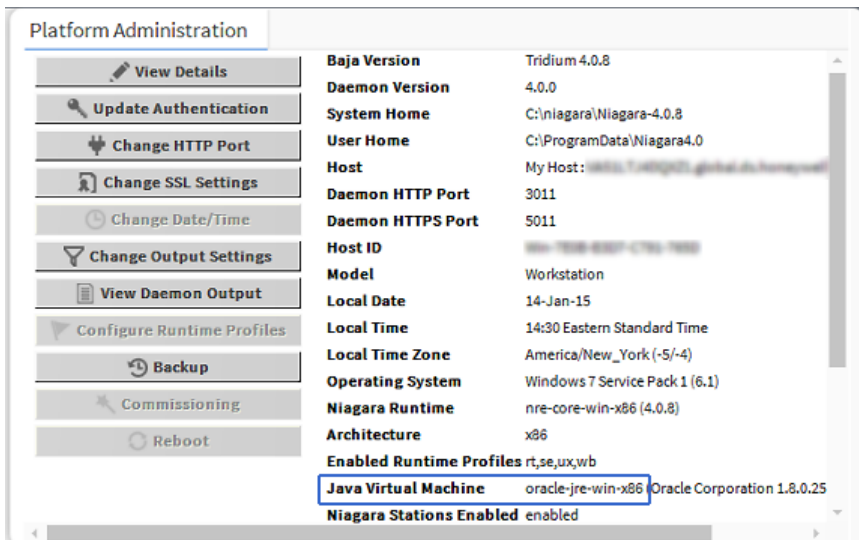 Platform Administration
View Details
Update Authentication
Change HTTP Port
Change SSL Settings
Change Date/Time
Change Output Settings
View Daemon Output
Configure Runtime Profiles
Backup
Commissioning
Reboot
Baja Version Tridium 4.0.8
Daemon Version 4.0.0
System Home C:\niagara\Niagara-4.0.8
User Home C:\ProgramData\Niagara4.0
Host My Host:
Daemon HTTP Port 3011
Daemon HTTPS Port 5011
Host ID
Model Workstation
Local Date 14-Jan-15
Local Time 14:30 Eastern Standard Time
Local Time Zone America/New_York (-5/-4)
Operating System Windows 7 Service Pack 1 (6.1)
Niagara Runtime nre-core-win-x86 (4.0.8)
Architecture x86
Enabled Runtime Profiles rt,se,ux,wb
Java Virtual Machine oracle-jre-win-x86 (Oracle Corporation 1.8.0.25
Niagara Stations Enabled enabled